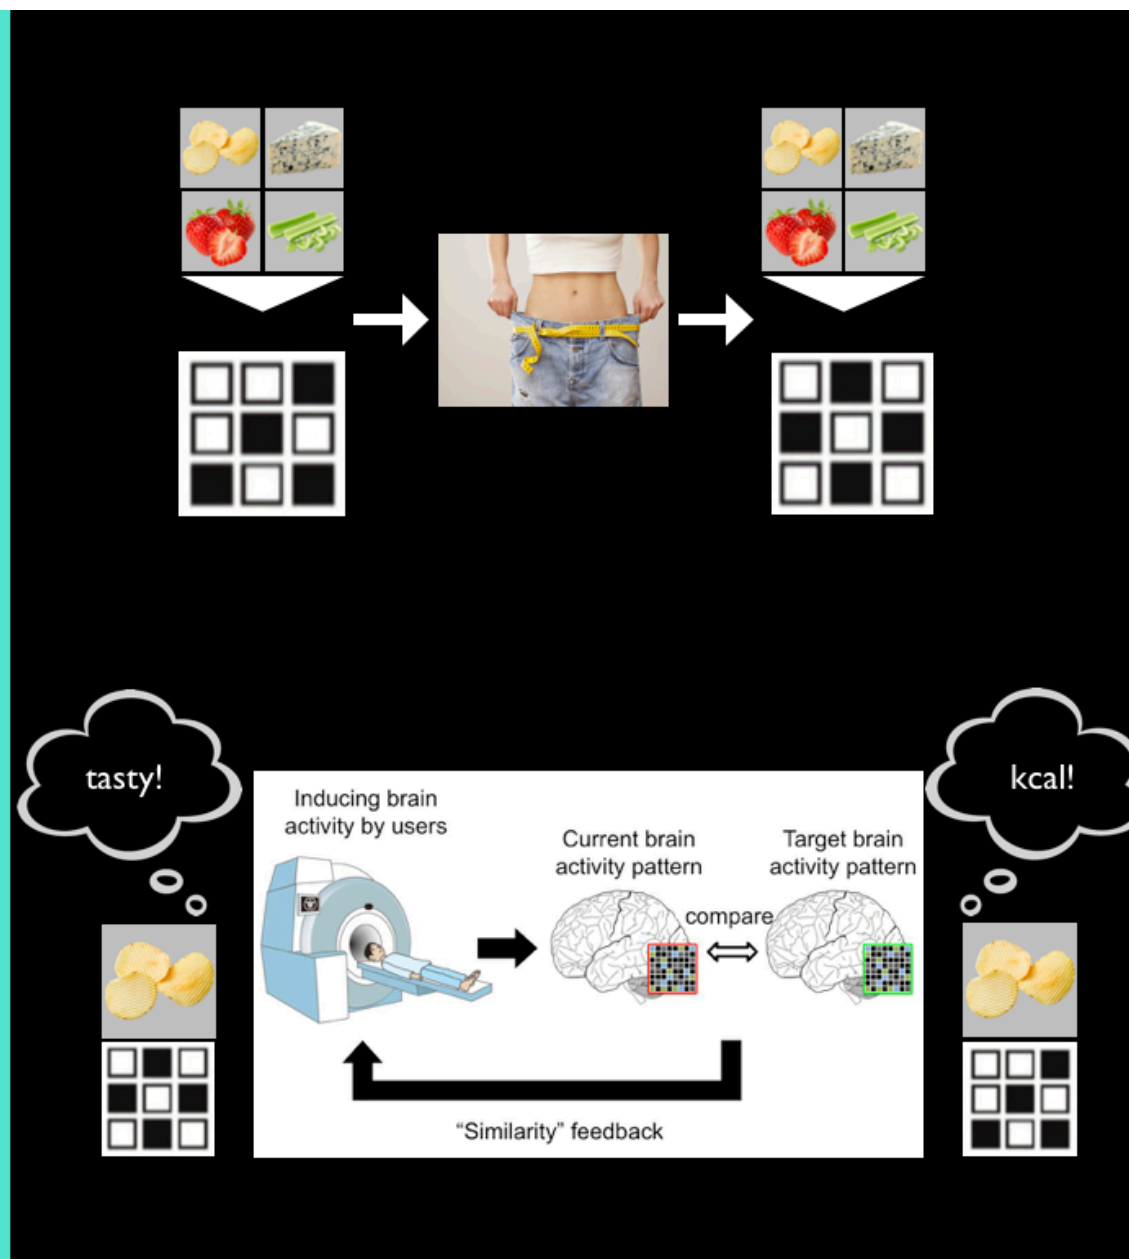 tasty!
kcal!
Inducing brain
activity by users
Current brain
activity pattern
Target brain
activity pattern
compare
“Similarity” feedback